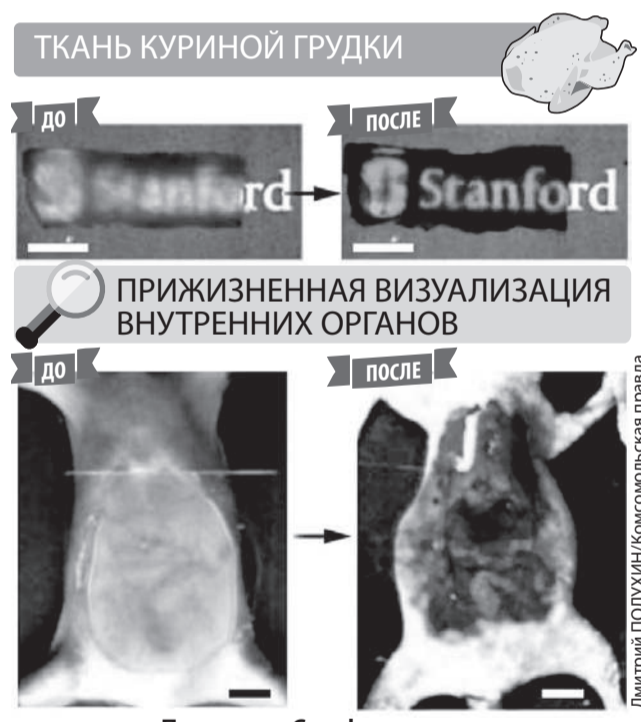 ТКАНЬ КУРИНОЙ ГРУДКИ
ДО
ПОСЛЕ
Stanford
Stanford
ПРИЖИЗНЕННАЯ ВИЗУАЛИЗАЦИЯ
ВНУТРЕННИХ ОРГАНОВ
ДО
ПОСЛЕ
Дмитрий ПОЛУХИН/Комсомольская правда